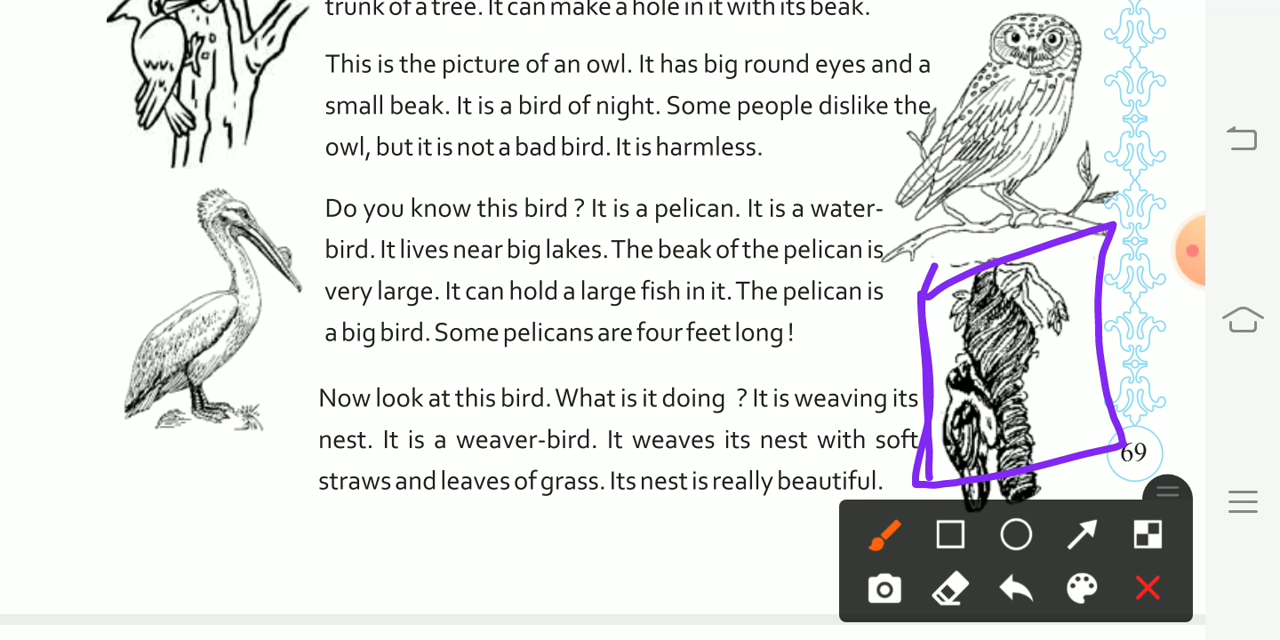 trunk of a tree. It can make a hole in it with its beak.
This is the picture of an owl. It has big round eyes and a
small beak. It is a bird of night. Some people dislike the
owl, but it is not a bad bird. It is harmless.
Do you know this bird ? It is a pelican. It is a water-
bird. It lives near big lakes. The beak of the pelican is
very large. It can hold a large fish in it. The pelican is
a big bird. Some pelicans are four feet long !
Now look at this bird. What is it doing ? It is weaving its
nest. It is a weaver-bird. It weaves its nest with soft
straws and leaves of grass. Its nest is really beautiful.
69